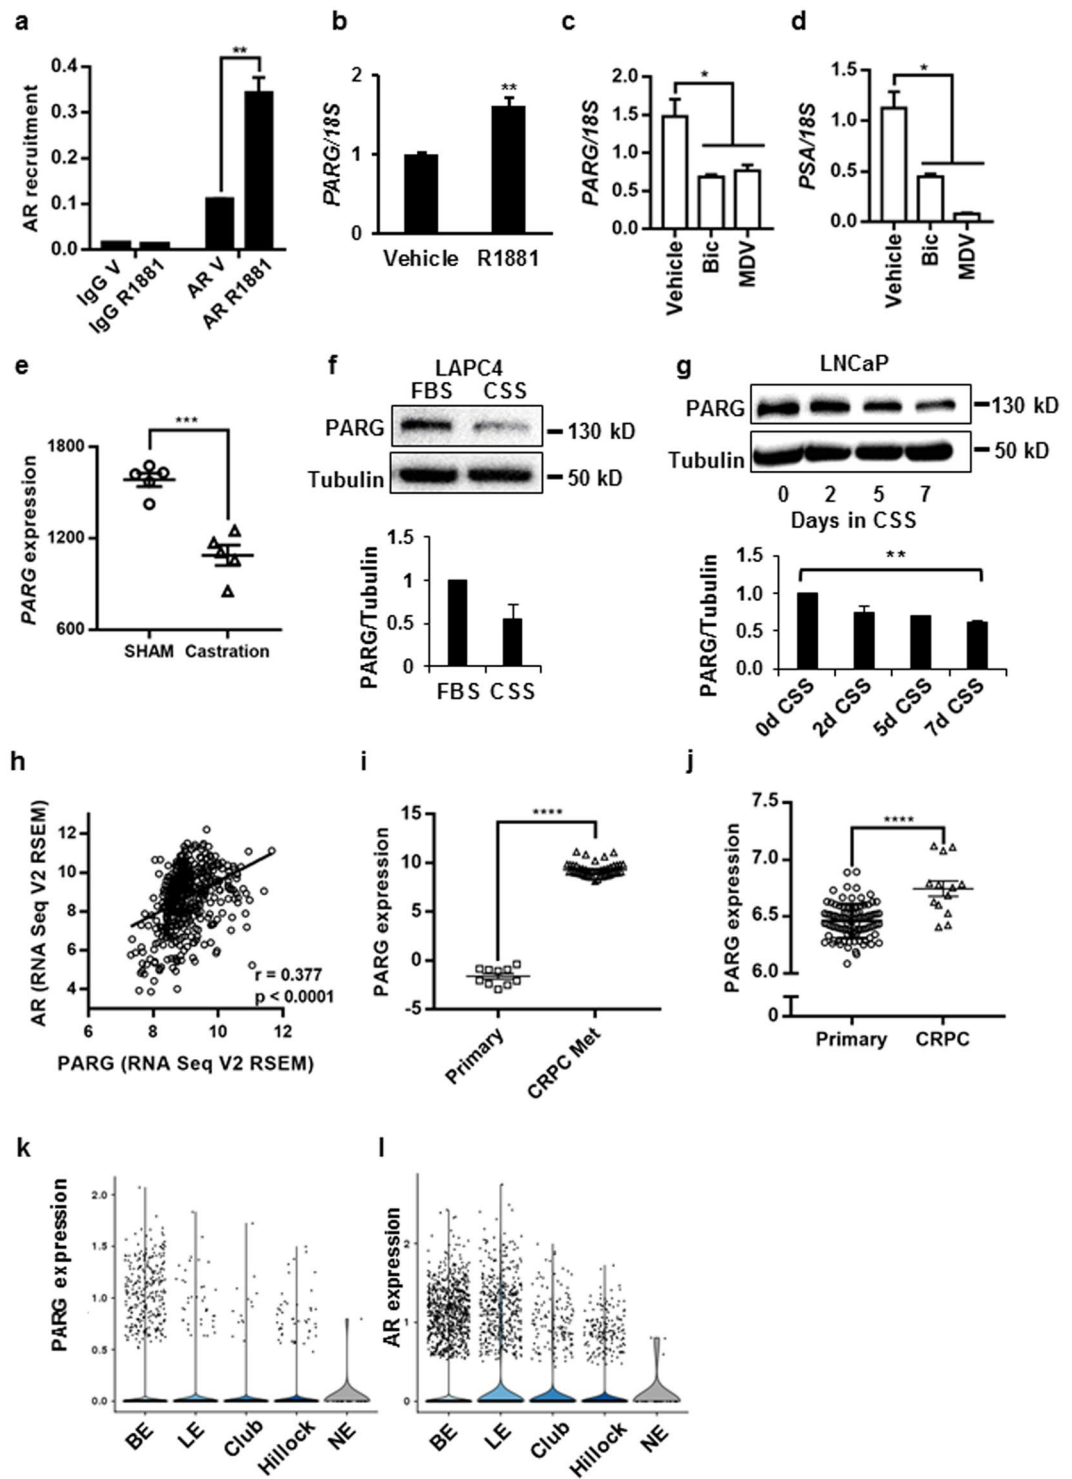 a
AR recruitment
0.4
0.3
0.2
0.1
0.0
**
IgG V
IgG R1881
AR V
AR R1881
b
PARG/18S
2
1
0
**
Vehicle R1881
c
PARG/18S
2.0
1.5
1.0
0.5
0.0
*
Vehicle
Bic
MDV
d
PSA/18S
1.5
1.0
0.5
0.0
*
Vehicle
Bic
MDV
e
PARG expression
1800
1200
600
***
SHAM Castration
f
LAPC4
FBS CSS
PARG
130 kD
Tubulin
50 kD
PARG/Tubulin
1.5
1
0.5
0
FBS CSS
g
LNCaP
PARG
130 kD
Tubulin
50 kD
0 2 5 7
Days in CSS
PARG/Tubulin
1.5
1.0
0.5
0.0
**
0d CSS
2d CSS
5d CSS
7d CSS
h
AR (RNA Seq V2 RSEM)
12
10
8
6
4
r = 0.377
p < 0.0001
6 8 10 12
PARG (RNA Seq V2 RSEM)
i
PARG expression
15
10
5
0
-5
****
Primary
CRPC Met
j
PARG expression
7.5
7.0
6.5
6.0
0
****
Primary CRPC
k
PARG expression
2.0
1.5
1.0
0.5
0.0
BE
LE
Club
Hillock
NE
l
AR expression
2
1
0
BE
LE
Club
Hillock
NE